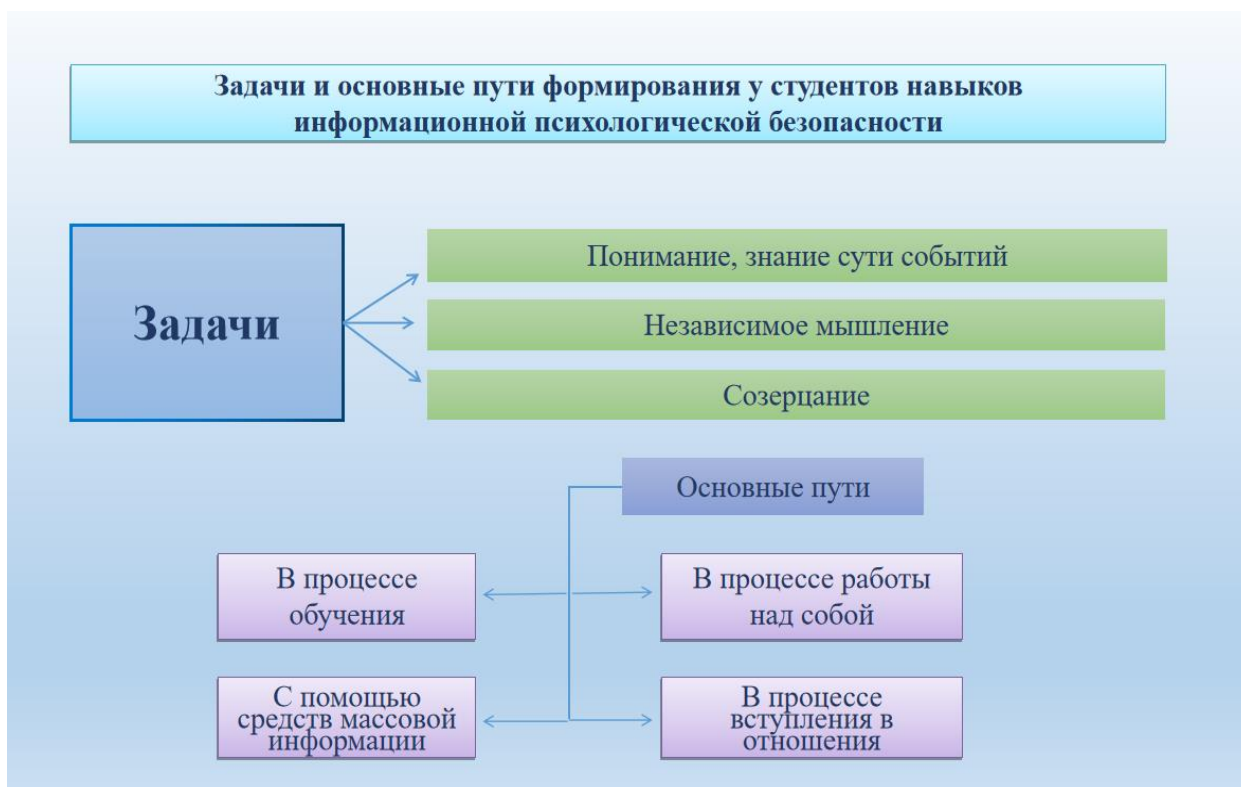 Задачи и основные пути формирования у студентов навыков
информационной психологической безопасности
Задачи
Понимание, знание сути событий
Независимое мышление
Созерцание
Основные пути
В процессе
обучения
В процессе работы
над собой
С помощью
средств массовой
информации
В процессе
вступления в
отношения